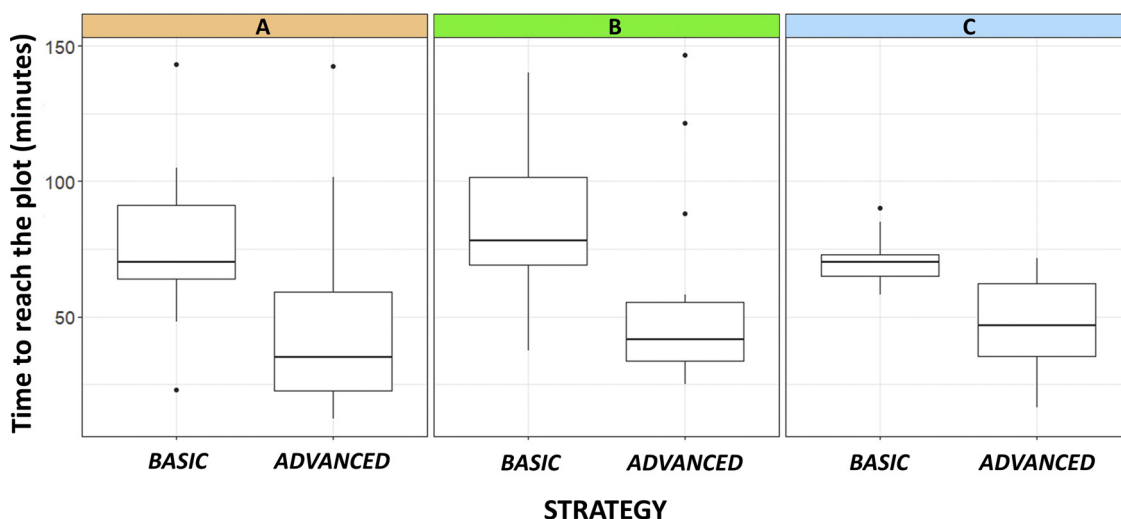 A B C
Time to reach the plot (minutes)
150
100
50
BASIC ADVANCED BASIC ADVANCED BASIC ADVANCED
STRATEGY